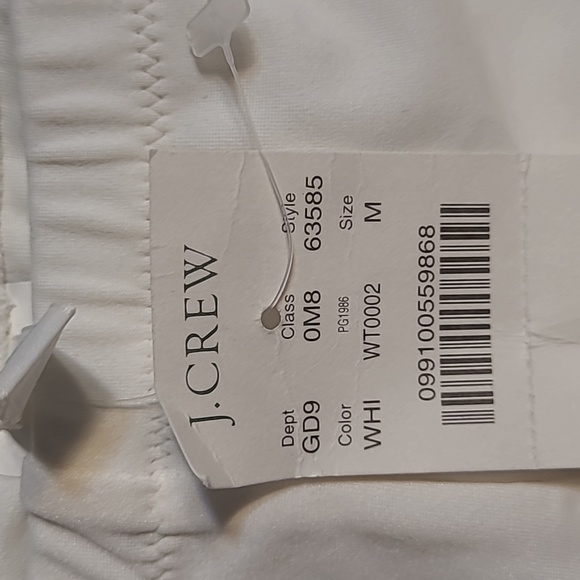 J.CREW
Dept Class Style
GD9 0M8 63585
Color PG1986 Size
WHI WT0002 M
099100559868